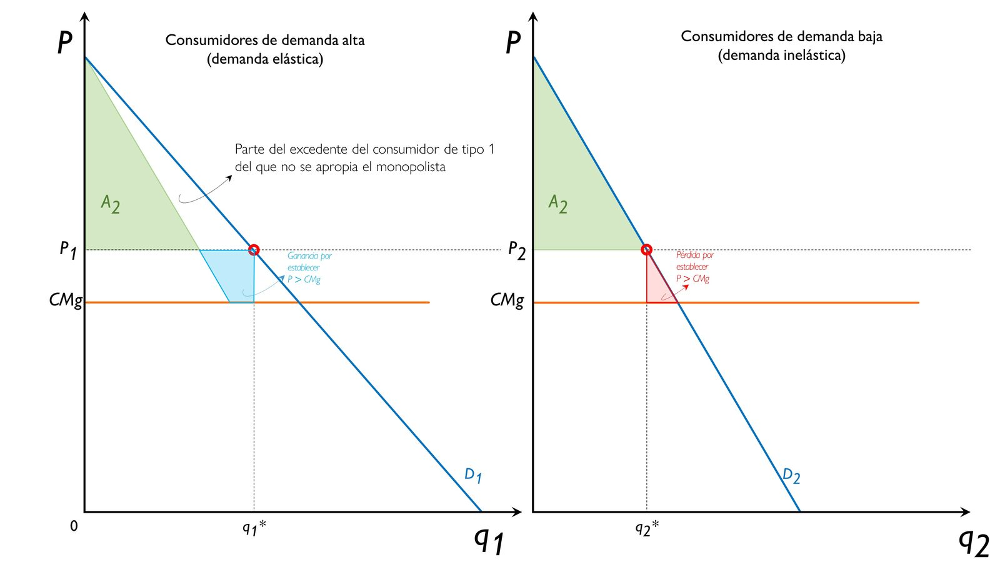 P
Consumidores de demanda alta
(demanda elástica)
Parte del excedente del consumidor de tipo 1
del que no se apropia el monopolista
A2
P1
Ganancia por
establecer
P > CMg
CMg
D1
0
q1*
q1
P
Consumidores de demanda baja
(demanda inelástica)
A2
P2
Pérdida por
establecer
P > CMg
CMg
D2
q2*
q2